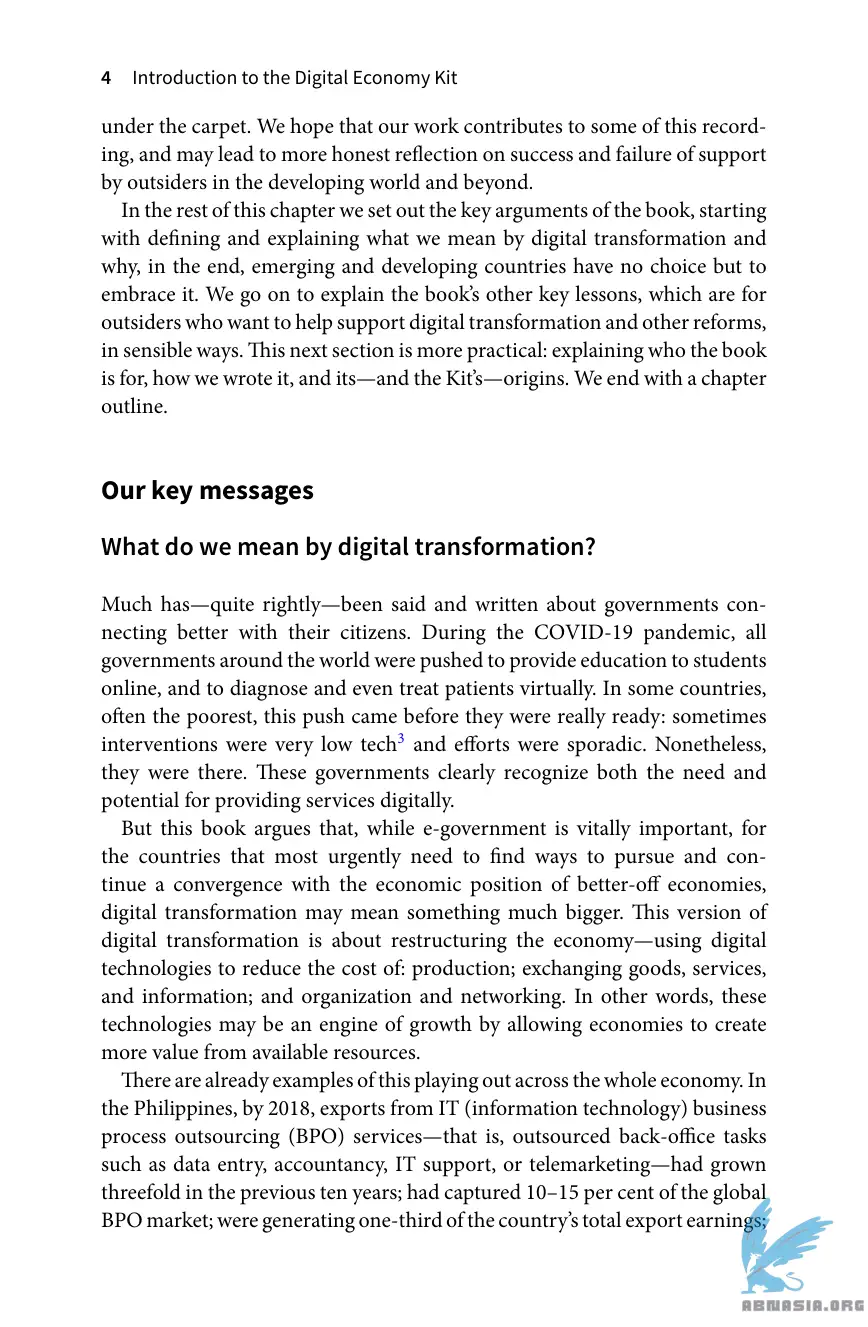 4 Introduction to the Digital Economy Kit
under the carpet. We hope that our work contributes to some of this record-
ing, and may lead to more honest reflection on success and failure of support
by outsiders in the developing world and beyond.
In the rest of this chapter we set out the key arguments of the book, starting
with defining and explaining what we mean by digital transformation and
why, in the end, emerging and developing countries have no choice but to
embrace it. We go on to explain the book’s other key lessons, which are for
outsiders who want to help support digital transformation and other reforms,
in sensible ways. This next section is more practical: explaining who the book
is for, how we wrote it, and its—and the Kit’s—origins. We end with a chapter
outline.
Our key messages
What do we mean by digital transformation?
Much has—quite rightly—been said and written about governments con-
necting better with their citizens. During the COVID-19 pandemic, all
governments around the world were pushed to provide education to students
online, and to diagnose and even treat patients virtually. In some countries,
often the poorest, this push came before they were really ready: sometimes
interventions were very low tech3 and efforts were sporadic. Nonetheless,
they were there. These governments clearly recognize both the need and
potential for providing services digitally.
But this book argues that, while e-government is vitally important, for
the countries that most urgently need to find ways to pursue and con-
tinue a convergence with the economic position of better-off economies,
digital transformation may mean something much bigger. This version of
digital transformation is about restructuring the economy—using digital
technologies to reduce the cost of: production; exchanging goods, services,
and information; and organization and networking. In other words, these
technologies may be an engine of growth by allowing economies to create
more value from available resources.
There are already examples of this playing out across the whole economy. In
the Philippines, by 2018, exports from IT (information technology) business
process outsourcing (BPO) services—that is, outsourced back-office tasks
such as data entry, accountancy, IT support, or telemarketing—had grown
threefold in the previous ten years; had captured 10–15 per cent of the global
BPO market; were generating one-third of the country’s total export earnings;
ABNASIA.ORG